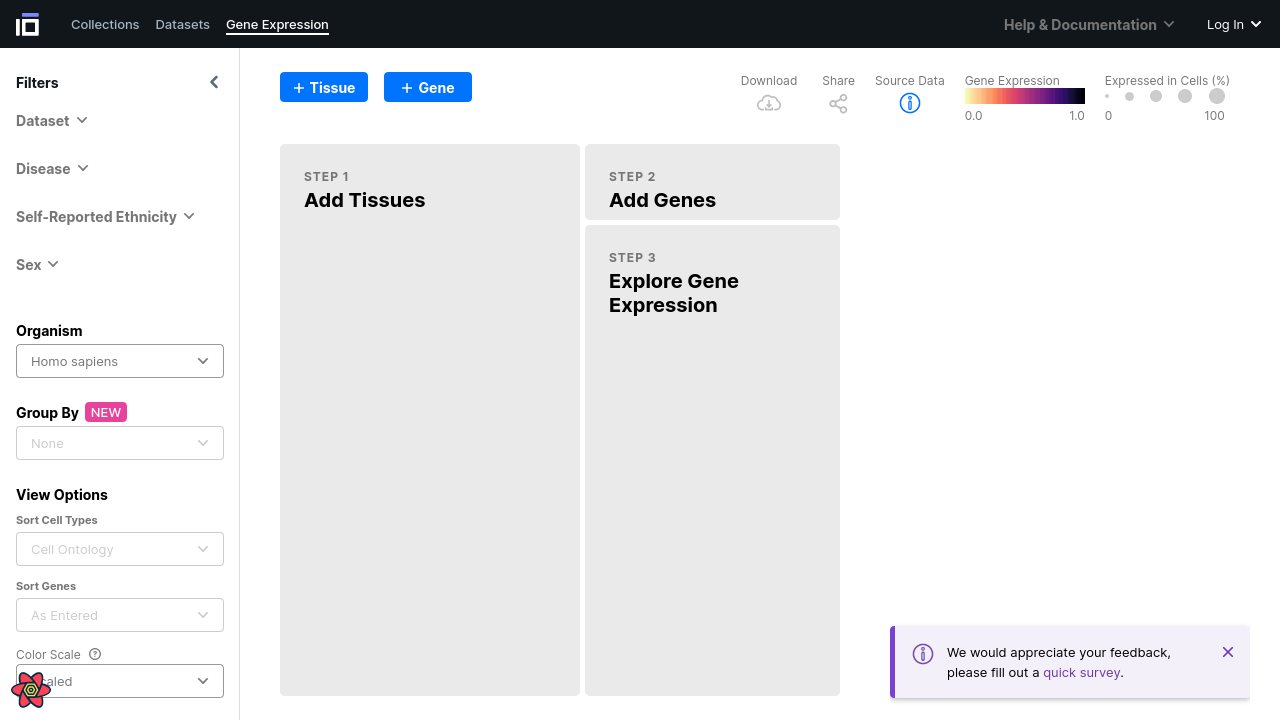 Collections
Datasets
Gene Expression
Help & Documentation
Log In
Filters
Dataset
Disease
Self-Reported Ethnicity
Sex
Organism
Homo sapiens
Group By NEW
None
View Options
Sort Cell Types
Cell Ontology
Sort Genes
As Entered
Color Scale
aled
+ Tissue
+ Gene
Download
Share
Source Data
Gene Expression
0.0 1.0
Expressed in Cells (%)
0 100
STEP 1
Add Tissues
STEP 2
Add Genes
STEP 3
Explore Gene
Expression
We would appreciate your feedback,
please fill out a quick survey.